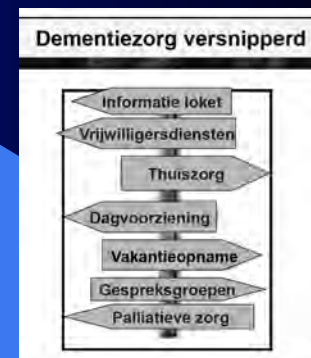 Dementiezorg versnipperd
Informatie loket
Vrijwilligersdiensten
Thuiszorg
Dagvoorziening
Vakantieopname
Gespreksgroepen
Palliatieve zorg